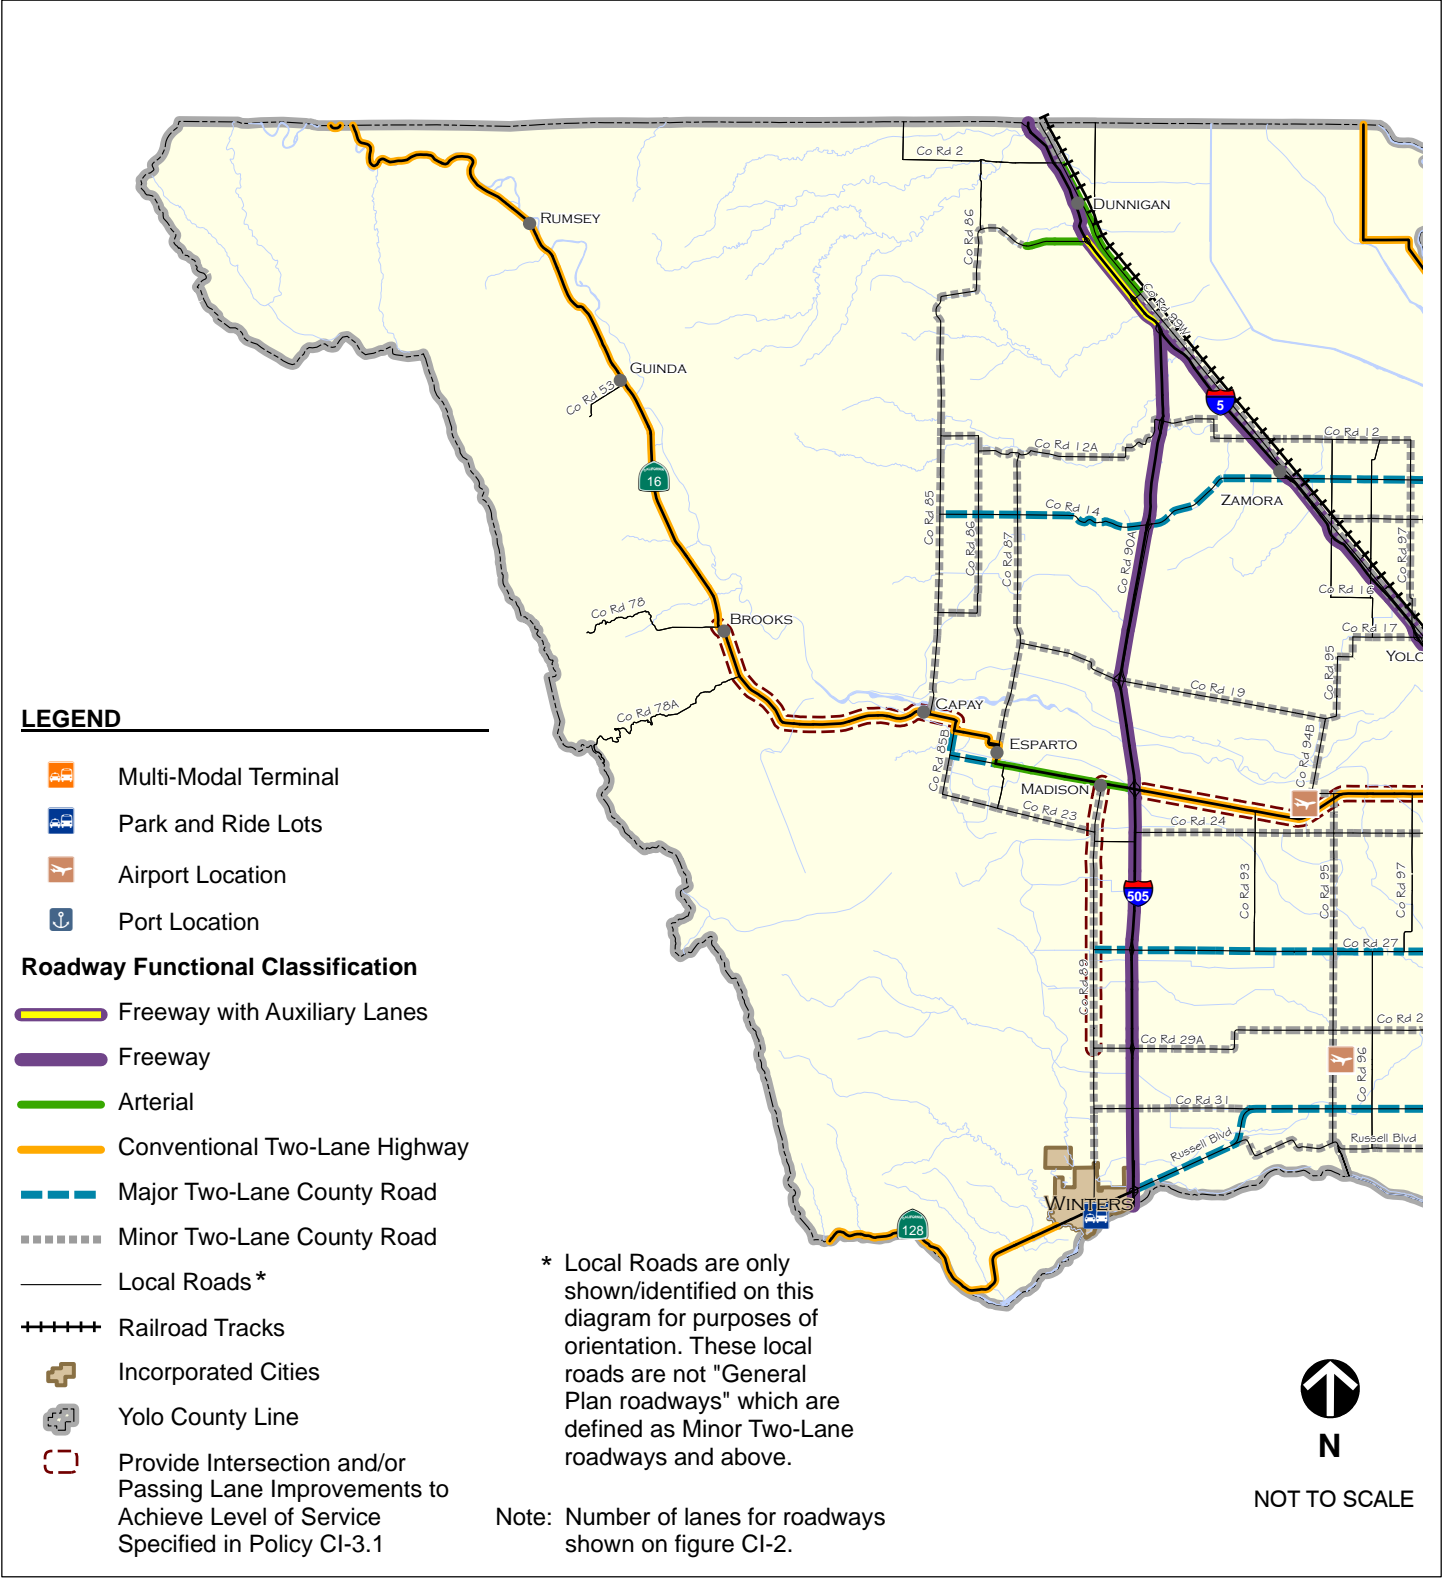 Co Rd 2
DUNNIGAN
RUMSEY
Co Rd 86
Co Rd 99W
GUINDA
Co Rd 53
5
Co Rd 12
Co Rd 12A
CALIFORNIA
16
ZAMORA
Co Rd 85
Co Rd 14
Co Rd 86
Co Rd 87
Co Rd 90A
Co Rd 97
Co Rd 16
Co Rd 78
BROOKS
Co Rd 17
YOLO
Co Rd 95
Co Rd 19
Co Rd 78A
CAPAY
Co Rd 85B
ESPARTO
Co Rd 94B
MADISON
Co Rd 23
Co Rd 24
505
Co Rd 93
Co Rd 95
Co Rd 97
Co Rd 27
Co Rd 89
Co Rd 2
Co Rd 29A
Co Rd 96
Co Rd 31
Russell Blvd
Russell Blvd
WINTERS
CALIFORNIA
128
LEGEND
Multi-Modal Terminal
Park and Ride Lots
Airport Location
Port Location
Roadway Functional Classification
Freeway with Auxiliary Lanes
Freeway
Arterial
Conventional Two-Lane Highway
Major Two-Lane County Road
Minor Two-Lane County Road
Local Roads*
Railroad Tracks
Incorporated Cities
Yolo County Line
Provide Intersection and/or
Passing Lane Improvements to
Achieve Level of Service
Specified in Policy CI-3.1
* Local Roads are only
shown/identified on this
diagram for purposes of
orientation. These local
roads are not "General
Plan roadways" which are
defined as Minor Two-Lane
roadways and above.
Note: Number of lanes for roadways
shown on figure CI-2.
N
NOT TO SCALE